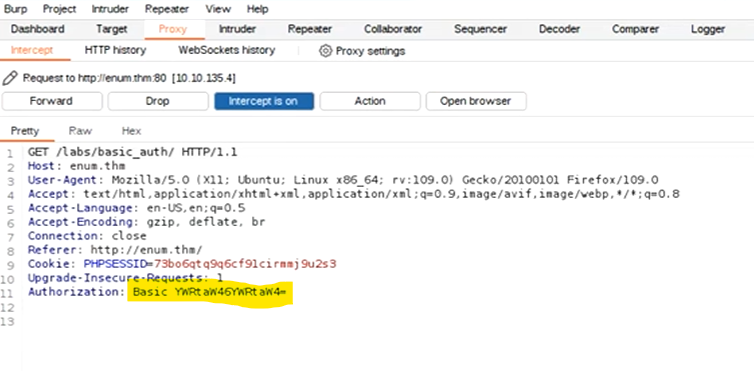 Burp Project Intruder Repeater View Help
Dashboard Target Proxy Intruder Repeater Collaborator Sequencer Decoder Comparer Logger
Intercept HTTP history WebSockets history Proxy settings
Request to http://enum.thm:80 [10.10.135.4]
Forward Drop Intercept is on Action Open browser
Pretty Raw Hex
1 GET /labs/basic_auth/ HTTP/1.1
2 Host: enum.thm
3 User-Agent: Mozilla/5.0 (X11; Ubuntu; Linux x86_64; rv:109.0) Gecko/20100101 Firefox/109.0
4 Accept: text/html,application/xhtml+xml,application/xml;q=0.9,image/avif,image/webp,*/*;q=0.8
5 Accept-Language: en-US,en;q=0.5
6 Accept-Encoding: gzip, deflate, br
7 Connection: close
8 Referer: http://enum.thm/
9 Cookie: PHPSESSID=73bo6qtq9q6cf91cirmmj9u2s3
10 Upgrade-Insecure-Requests: 1
11 Authorization: Basic YWRtaW46YWRtaW4=
12
13